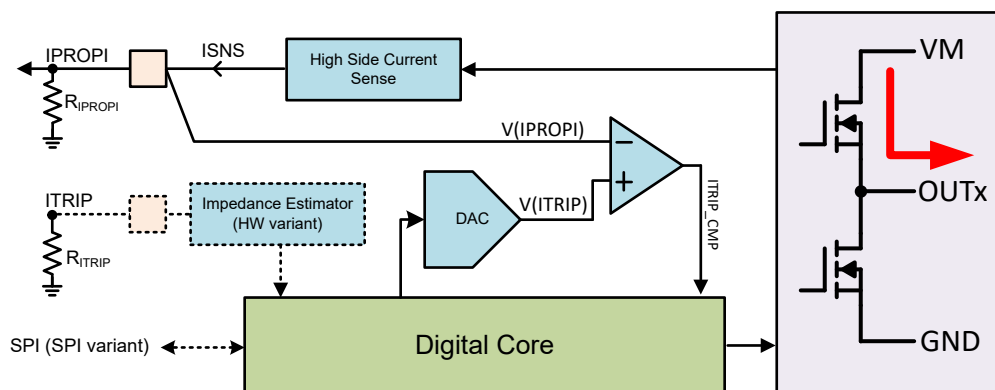 IPROPI
ISNS
High Side Current
Sense
VM
RIPROPI
V(IPROPI)
−
+
ITRIP
Impedance Estimator
(HW variant)
DAC
V(ITRIP)
ITRIP_CMP
OUTx
RITRIP
SPI (SPI variant)
Digital Core
GND